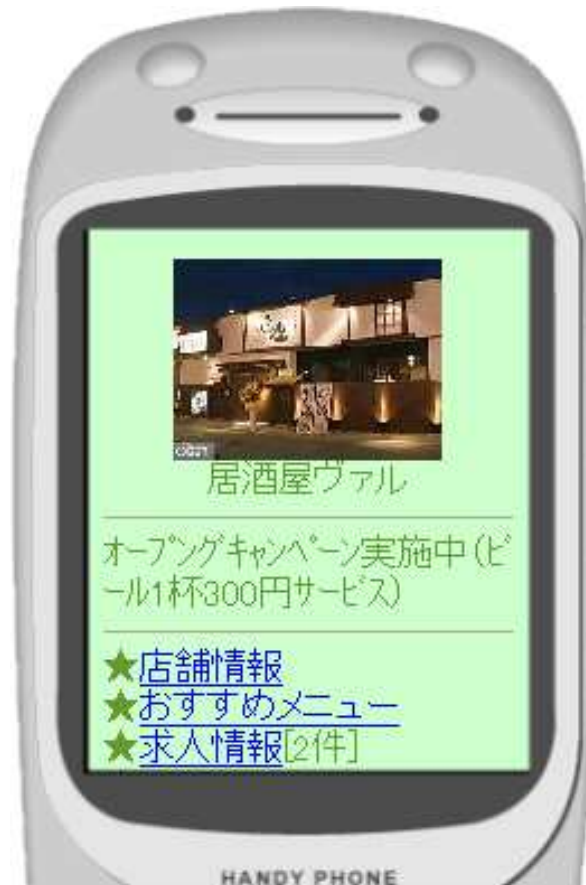 居酒屋ヴァル
オープングキャンペーン実施中(ビ
ール1杯300円サービス)
★店舗情報
★おすすめメニュー
★求人情報[2件]
HANDY PHONE